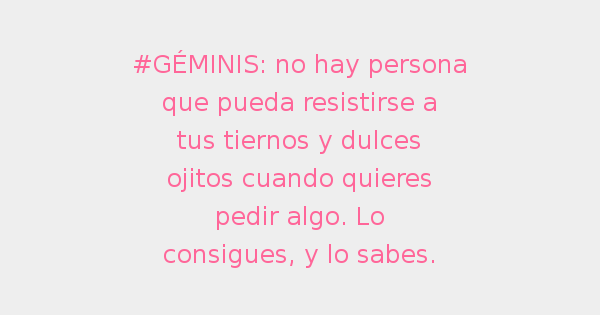 #GÉMINIS: no hay persona
que pueda resistirse a
tus tiernos y dulces
ojitos cuando quieres
pedir algo. Lo
consigues, y lo sabes.